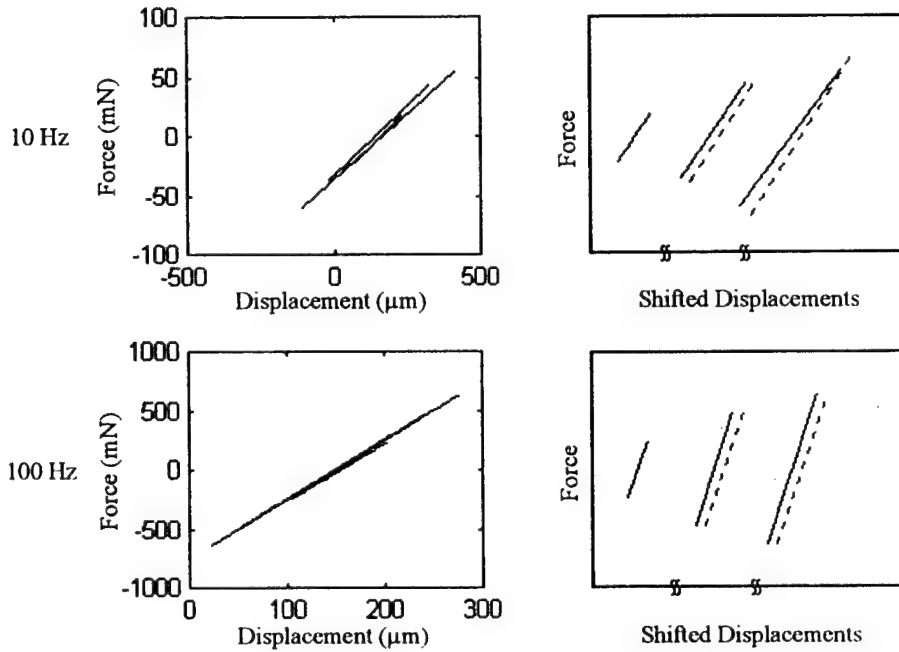 10 Hz
Force (mN)
100
50
0
-50
-100
-500
0
500
Displacement (μm)
Force
Shifted Displacements
100 Hz
Force (mN)
1000
500
0
-500
-1000
0
100
200
300
Displacement (μm)
Force
Shifted Displacements